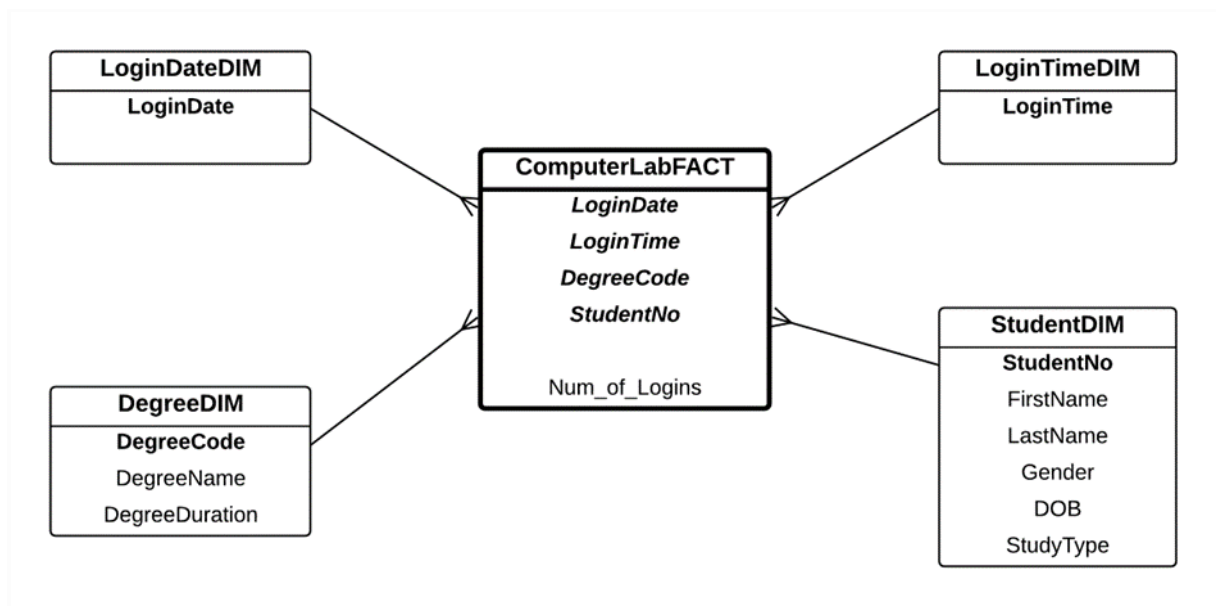 LoginDateDIM
LoginDate
LoginTimeDIM
LoginTime
ComputerLabFACT
LoginDate
LoginTime
DegreeCode
StudentNo
Num_of_Logins
DegreeDIM
DegreeCode
DegreeName
DegreeDuration
StudentDIM
StudentNo
FirstName
LastName
Gender
DOB
StudyType